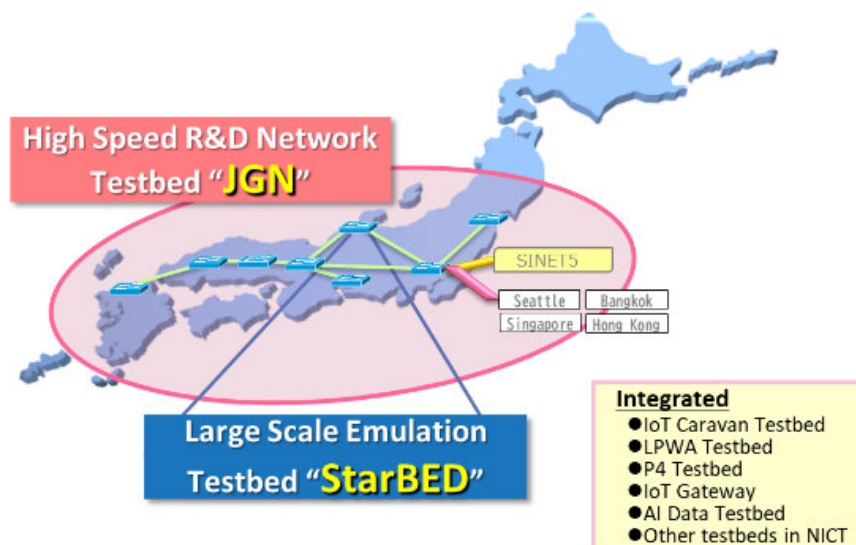 High Speed R&D Network
Testbed “JGN”
SINET5
Seattle
Bangkok
Singapore
Hong Kong
Large Scale Emulation
Testbed “StarBED”
Integrated
●IoT Caravan Testbed
●LPWA Testbed
●P4 Testbed
●IoT Gateway
●AI Data Testbed
●Other testbeds in NICT